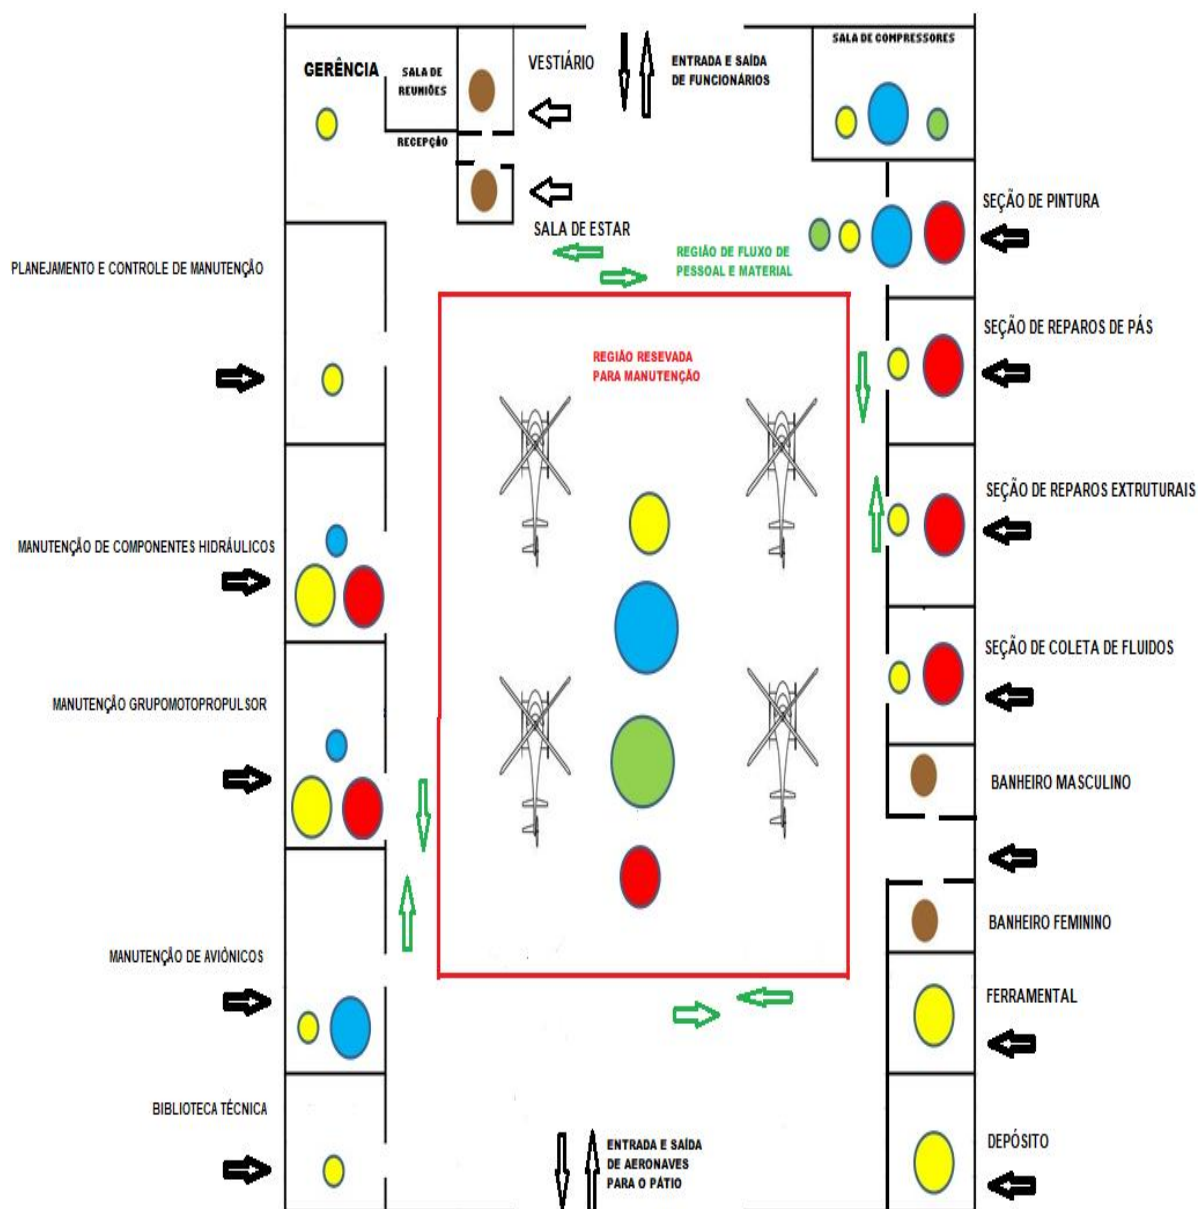 GERÊNCIA
SALA DE
REUNIÕES
RECEPÇÃO
VESTIÁRIO
ENTRADA E SAÍDA
DE FUNCIONÁRIOS
SALA DE COMPRESSORES
SALA DE ESTAR
REGIÃO DE FLUXO DE
PESSOAL E MATERIAL
SEÇÃO DE PINTURA
PLANEJAMENTO E CONTROLE DE MANUTENÇÃO
SEÇÃO DE REPAROS DE PÁS
REGIÃO RESEVADA
PARA MANUTENÇÃO
SEÇÃO DE REPAROS EXTRUTURAIS
MANUTENÇÃO DE COMPONENTES HIDRÁULICOS
SEÇÃO DE COLETA DE FLUIDOS
MANUTENÇÃO GRUPOMOTOPROPULSOR
BANHEIRO MASCULINO
BANHEIRO FEMININO
MANUTENÇÃO DE AVIÔNICOS
FERRAMENTAL
BIBLIOTECA TÉCNICA
ENTRADA E SAÍDA
DE AERONAVES
PARA O PÁTIO
DEPÓSITO